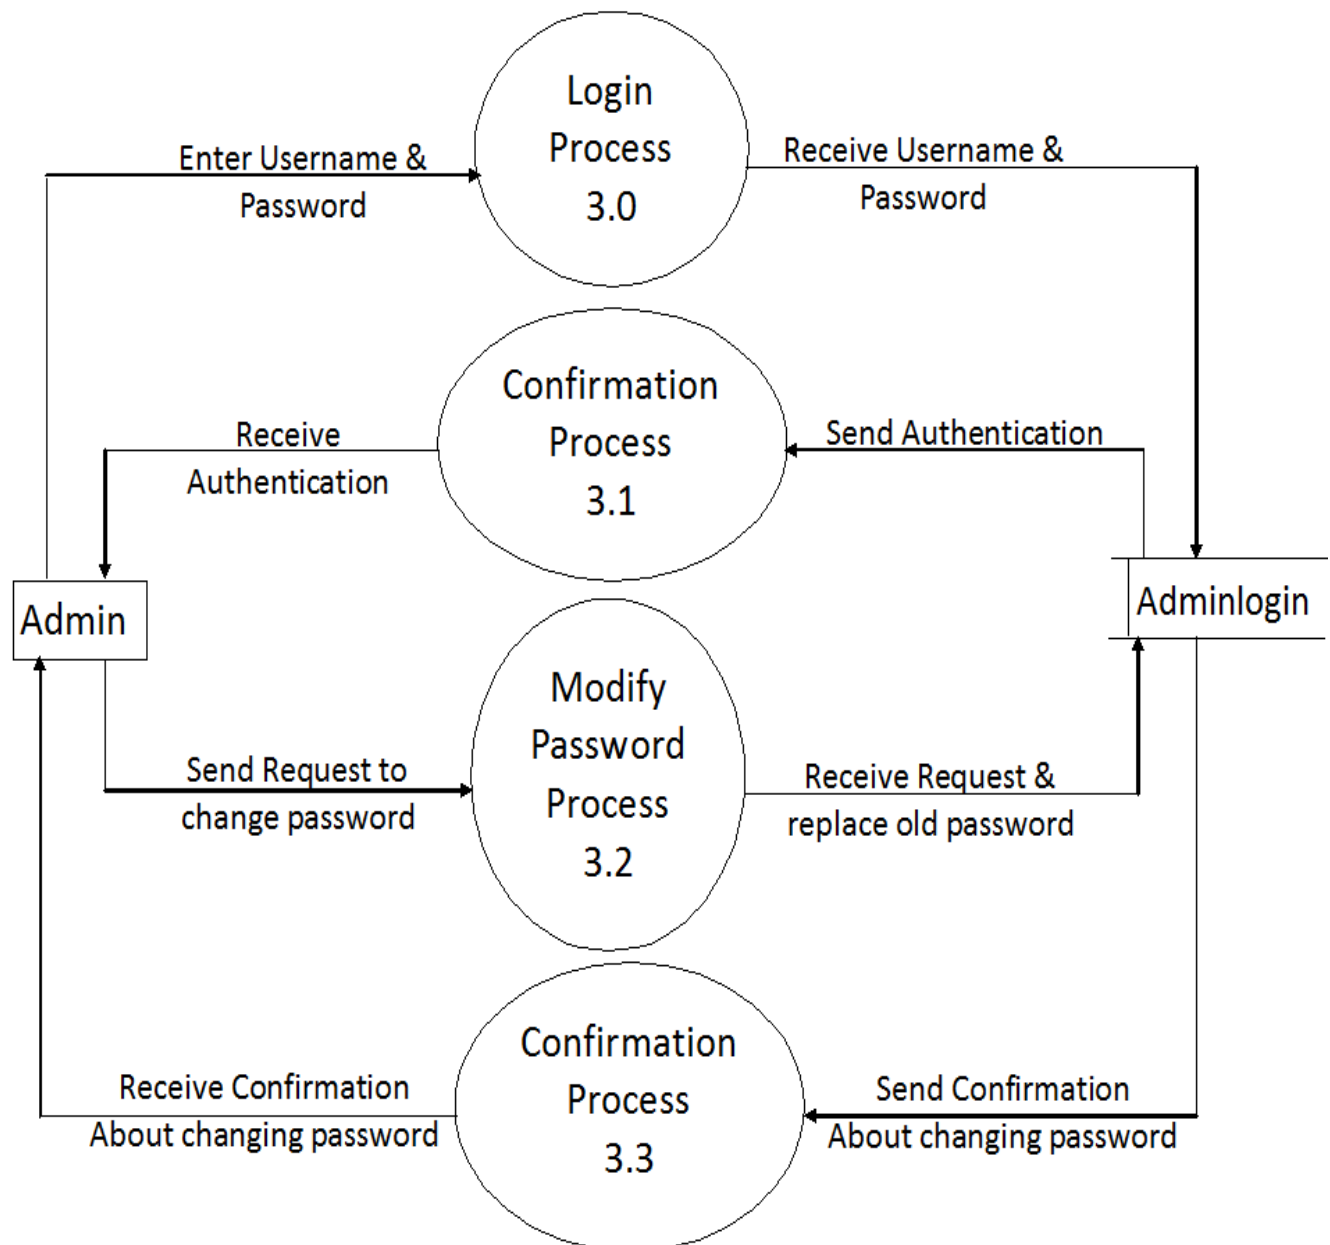 Login
Process
3.0
Enter Username &
Password
Receive Username &
Password
Confirmation
Process
3.1
Receive
Authentication
Send Authentication
Admin
Adminlogin
Modify
Password
Process
3.2
Send Request to
change password
Receive Request &
replace old password
Confirmation
Process
3.3
Receive Confirmation
About changing password
Send Confirmation
About changing password